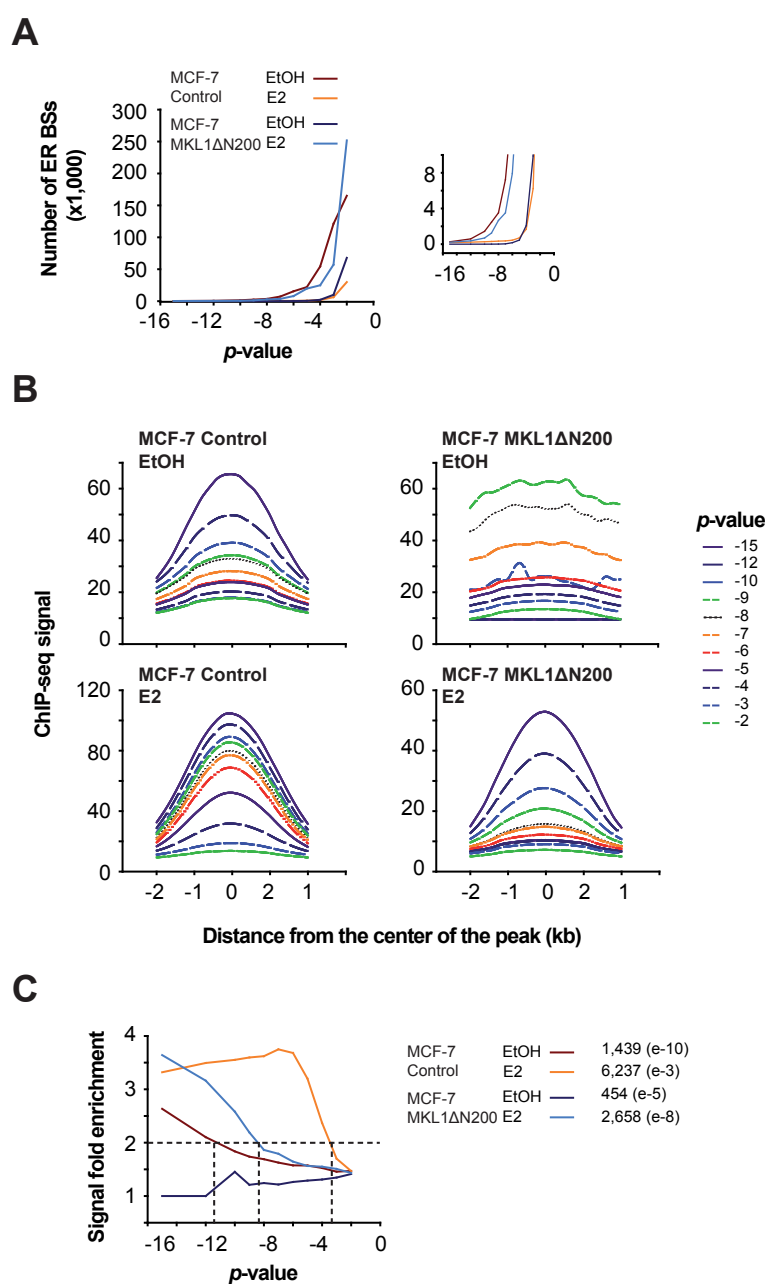 A
MCF-7 EtOH
Control E2
MCF-7 EtOH
MKL1ΔN200 E2
Number of ER BSs
(x1,000)
300
250
200
150
100
50
0
-16 -12 -8 -4 0
p-value
8
4
0
-16 -8 0
B
MCF-7 Control
EtOH
MCF-7 MKL1ΔN200
EtOH
60
40
20
0
60
40
20
0
MCF-7 Control
E2
MCF-7 MKL1ΔN200
E2
120
80
40
0
60
40
20
0
-2 -1 0 2 1
-2 -1 0 2 1
ChIP-seq signal
Distance from the center of the peak (kb)
p-value
-15
-12
-10
-9
-8
-7
-6
-5
-4
-3
-2
C
Signal fold enrichment
4
3
2
1
-16 -12 -8 -4 0
p-value
MCF-7 EtOH 1,439 (e-10)
Control E2 6,237 (e-3)
MCF-7 EtOH 454 (e-5)
MKL1ΔN200 E2 2,658 (e-8)